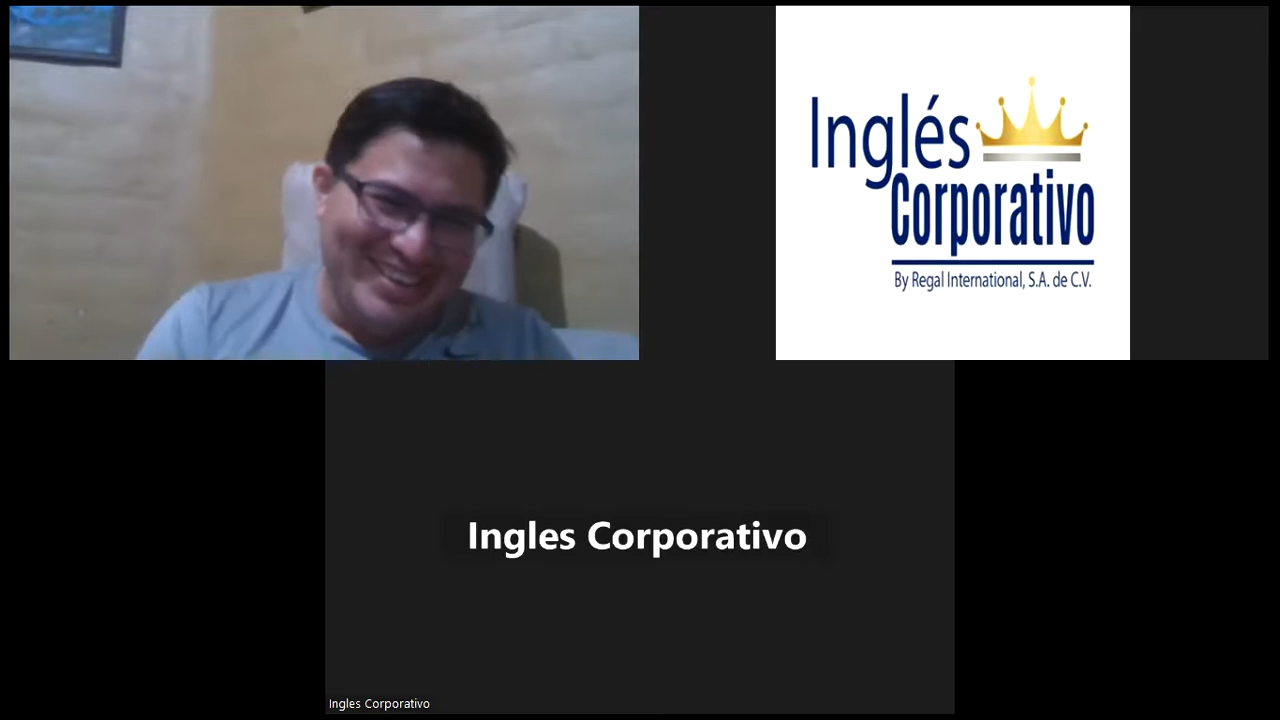 Inglés
Corporativo
By Regal International, S.A. de C.V.
Ingles Corporativo
Ingles Corporativo